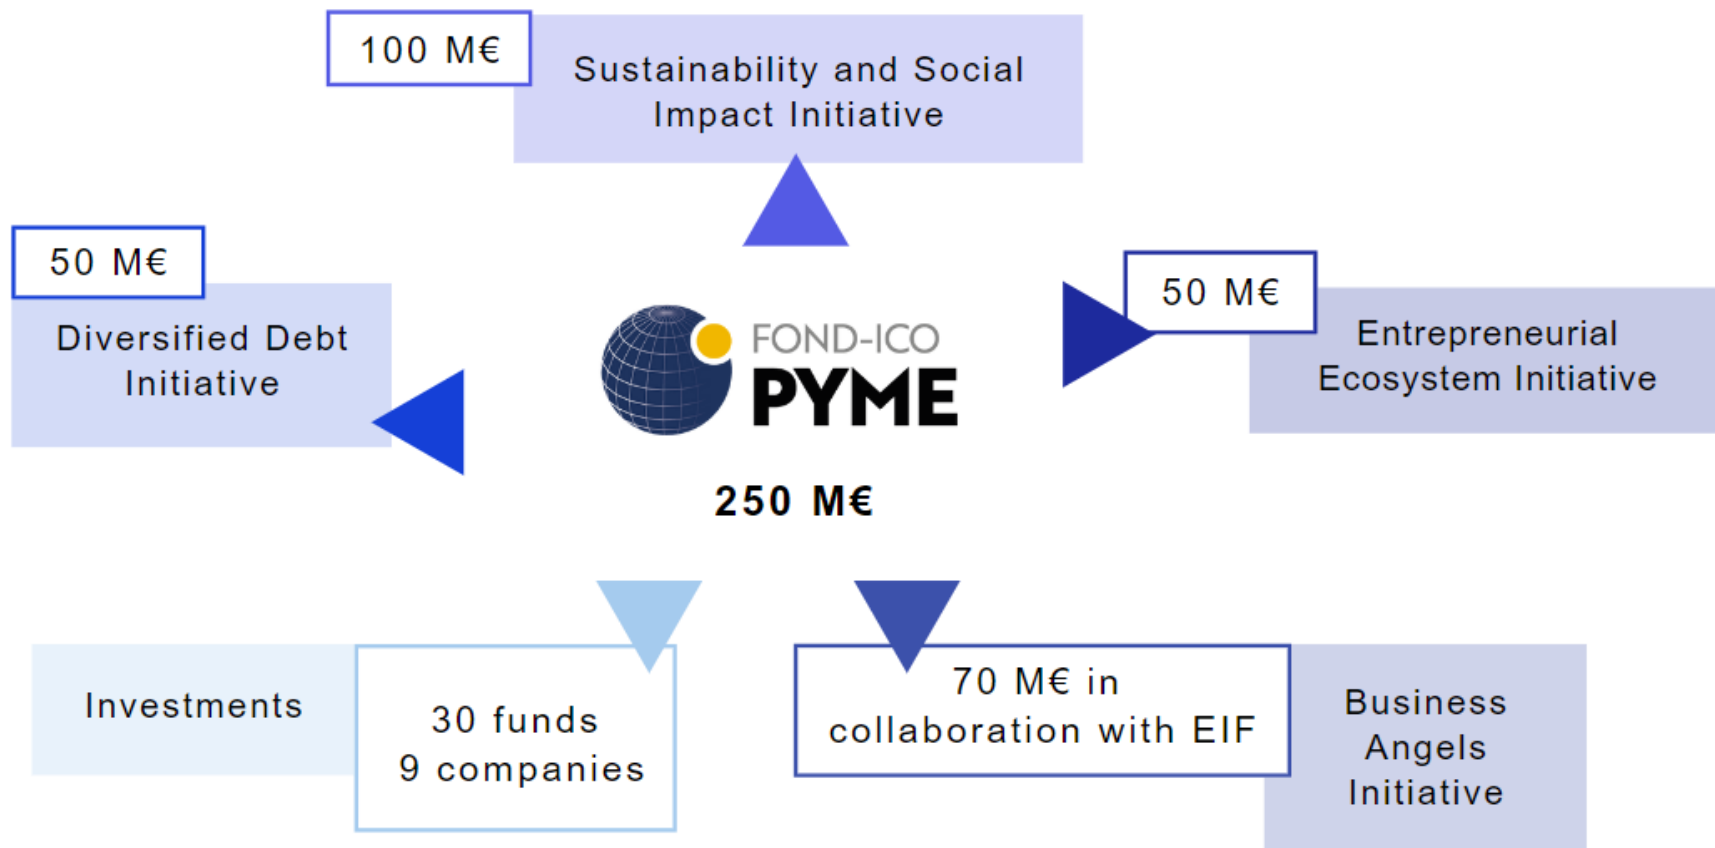 100 M€
Sustainability and Social
Impact Initiative
50 M€
Diversified Debt
Initiative
FOND-ICO
PYME
250 M€
50 M€
Entrepreneurial
Ecosystem Initiative
Investments
30 funds
9 companies
70 M€ in
collaboration with EIF
Business
Angels
Initiative